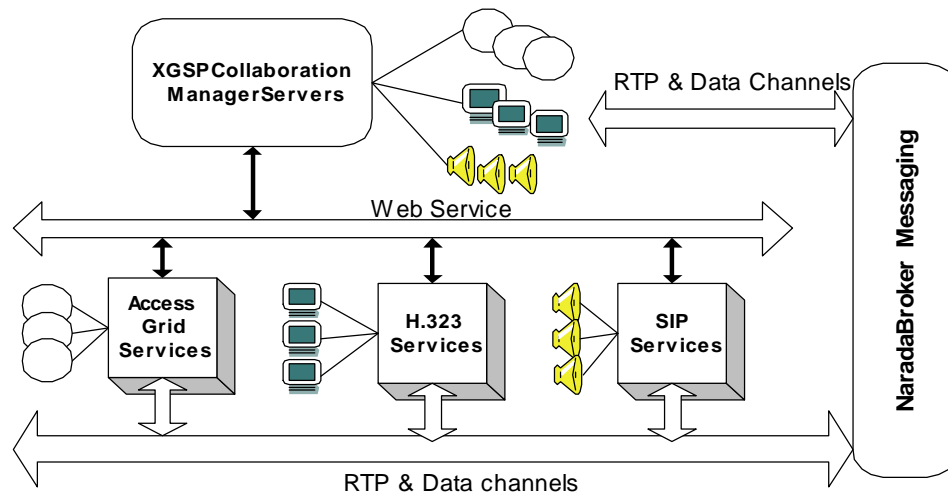 XGSPCollaboration
ManagerServers
RTP & Data Channels
Web Service
NaradaBroker Messaging
Access
Grid
Services
H.323
Services
SIP
Services
RTP & Data channels